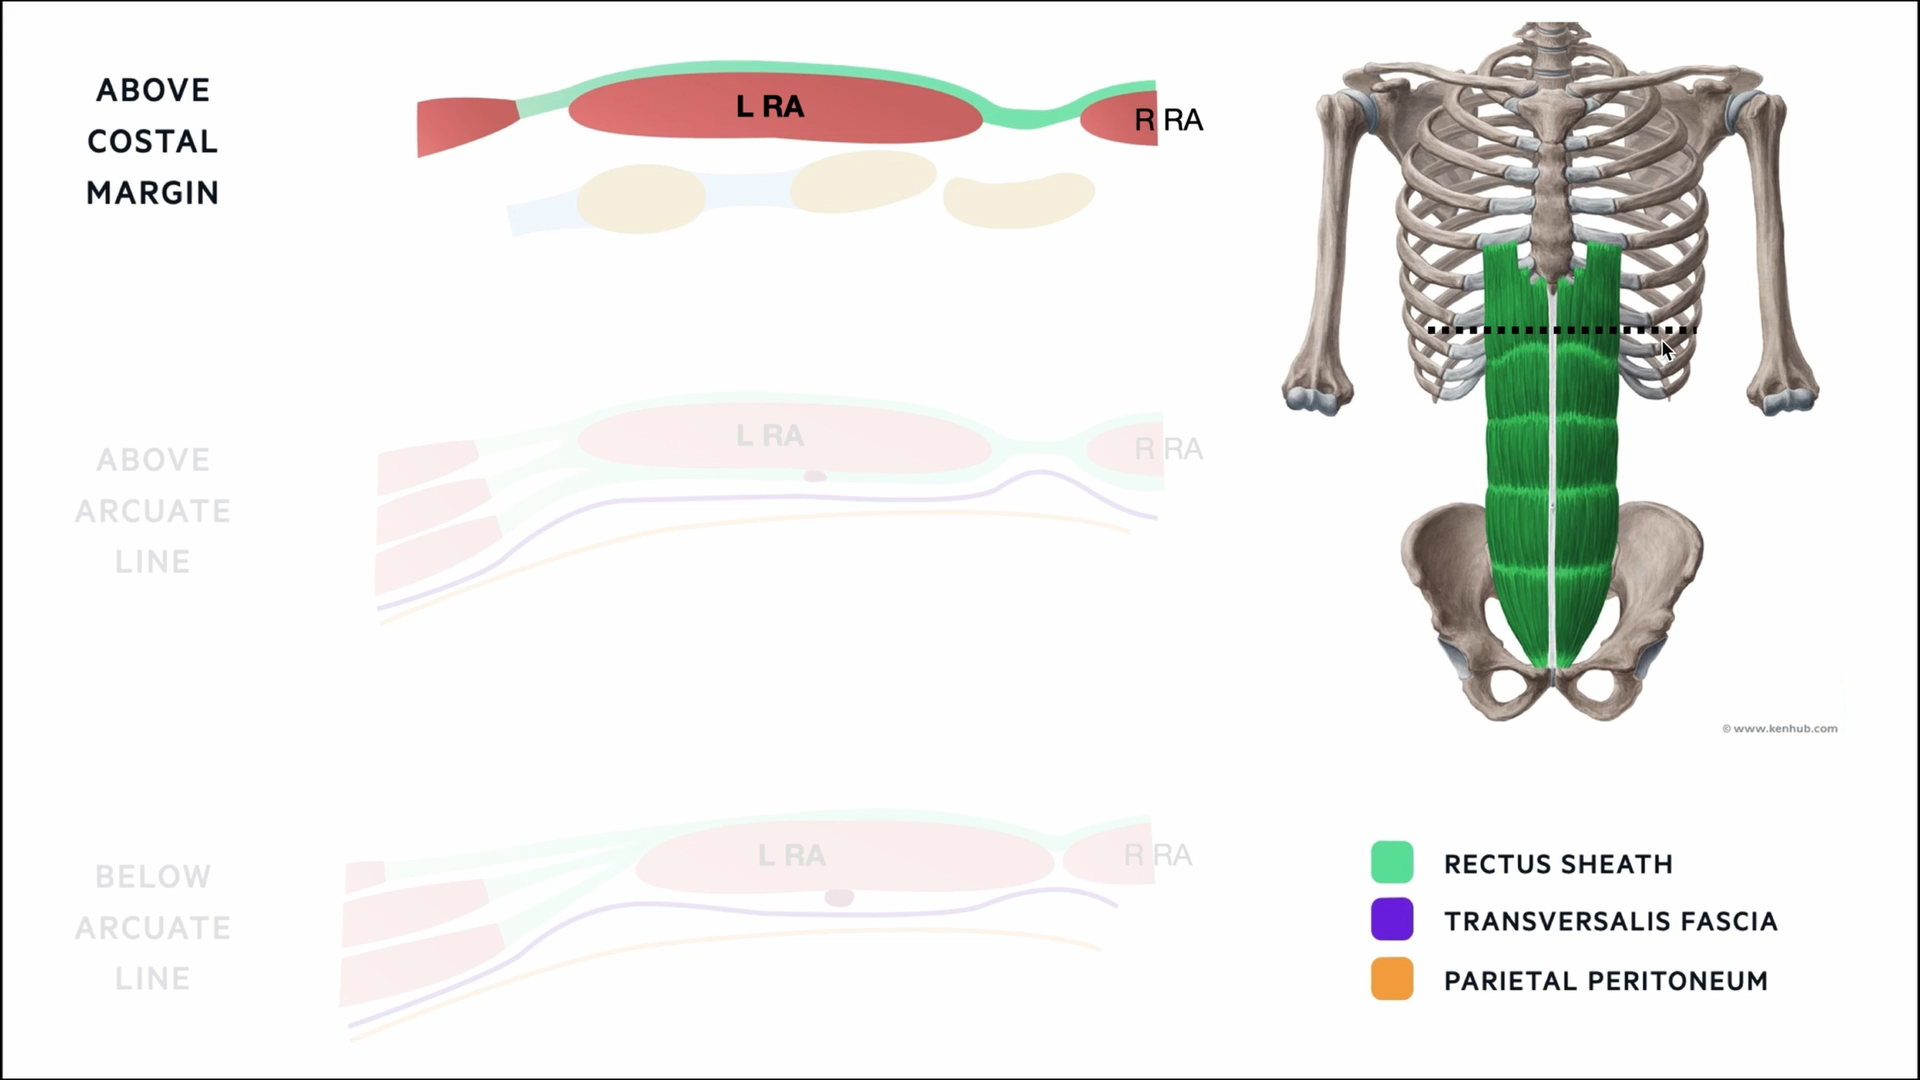 ABOVE
COSTAL
MARGIN
L RA
R RA
ABOVE
ARCUATE
LINE
L RA
R RA
BELOW
ARCUATE
LINE
L RA
R RA
© www.kenhub.com
RECTUS SHEATH
TRANSVERSALIS FASCIA
PARIETAL PERITONEUM